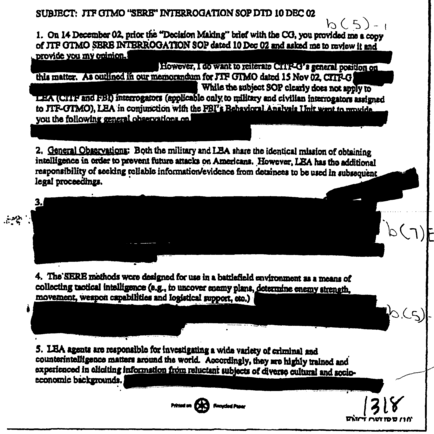 SUBJECT: JTF GTMO "SERE" INTERROGATION SOP DTD 10 DEC 02
b(5)-1
1. On 14 December 02, prior the "Decision Making" brief with the CG, you provided me a copy
of JTF GTMO SERE INTERROGATION SOP dated 10 Dec 02 and asked me to review it and
provide you my opinion.
However, I do want to reiterate CITF-G's general position on
this matter. As outlined in our memorandum for JTF GTMO dated 15 Nov 02, CITF-G
While the subject SOP clearly does not apply to
LEA (CITF and FBI) interrogators (applicable only to military and civilian interrogators assigned
to JTF-GTMO), LEA in conjunction with the FBI's Behavioral Analysis Unit want to provide
you the following general observations on
2. General Observations: Both the military and LEA share the identical mission of obtaining
intelligence in order to prevent future attacks on Americans. However, LEA has the additional
responsibility of seeking reliable information/evidence from detainees to be used in subsequent
legal proceedings.
3.
b(7)E
4. The SERE methods were designed for use in a battlefield environment as a means of
collecting tactical intelligence (e.g., to uncover enemy plans, determine enemy strength,
movement, weapon capabilities and logistical support, etc.)
b(5)-
5. LEA agents are responsible for investigating a wide variety of criminal and
counterintelligence matters around the world. Accordingly, they are highly trained and
experienced in eliciting information from reluctant subjects of diverse cultural and socio-
economic backgrounds.
Printed on Recycled Paper
1318